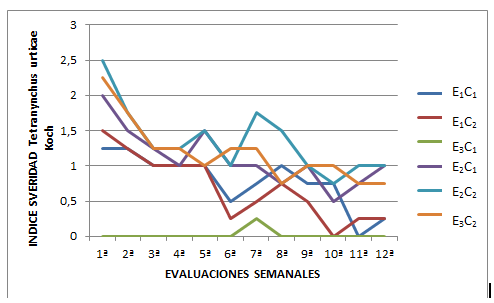 3
2,5
2
1,5
1
0,5
0
INDICE SVERIDAD Tetranynchus urticae
Koch
1ª 2ª 3ª 4ª 5ª 6ª 7ª 8ª 9ª 10ª 11ª 12ª
EVALUACIONES SEMANALES
E1C1
E1C2
E3C1
E2C1
E2C2
E3C2